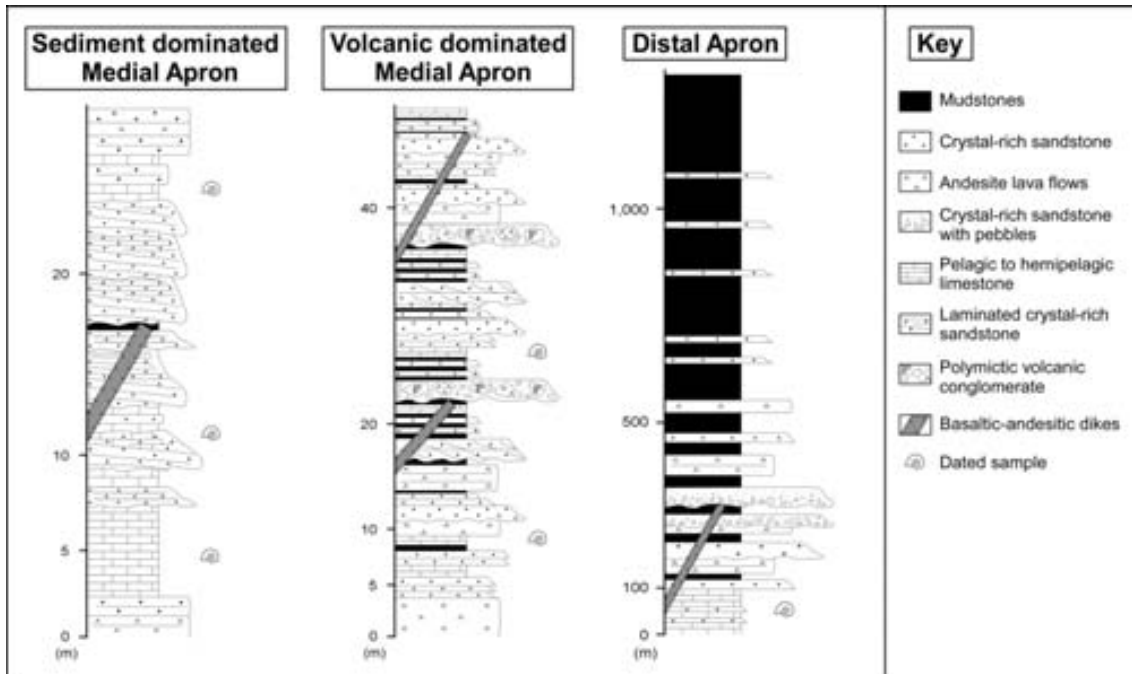 Sediment dominated
Medial Apron
20
10
5
0
(m)
Volcanic dominated
Medial Apron
40
20
10
5
0
(m)
Distal Apron
1,000
500
100
0
(m)
Key
Mudstones
Crystal-rich sandstone
Andesite lava flows
Crystal-rich sandstone
with pebbles
Pelagic to hemipelagic
limestone
Laminated crystal-rich
sandstone
Polymictic volcanic
conglomerate
Basaltic-andesitic dikes
Dated sample